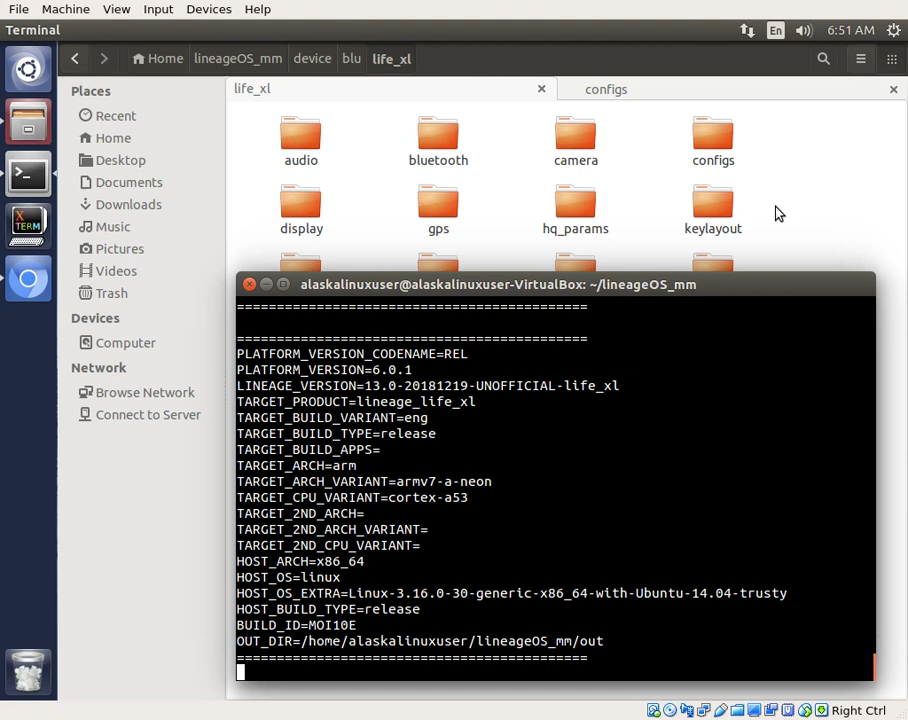 File Machine View Input Devices Help
Terminal En 6:51 AM
Home lineageOS_mm device blu life_xl
life_xl configs
Places
Recent
Home
Desktop
Documents
Downloads
Music
Pictures
Videos
Trash
Devices
Computer
Network
Browse Network
Connect to Server
audio bluetooth camera configs
display gps hq_params keylayout
X
TERM
alaskalinuxuser@alaskalinuxuser-VirtualBox: ~/lineageOS_mm
============================================
============================================
PLATFORM_VERSION_CODENAME=REL
PLATFORM_VERSION=6.0.1
LINEAGE_VERSION=13.0-20181219-UNOFFICIAL-life_xl
TARGET_PRODUCT=lineage_life_xl
TARGET_BUILD_VARIANT=eng
TARGET_BUILD_TYPE=release
TARGET_BUILD_APPS=
TARGET_ARCH=arm
TARGET_ARCH_VARIANT=armv7-a-neon
TARGET_CPU_VARIANT=cortex-a53
TARGET_2ND_ARCH=
TARGET_2ND_ARCH_VARIANT=
TARGET_2ND_CPU_VARIANT=
HOST_ARCH=x86_64
HOST_OS=linux
HOST_OS_EXTRA=Linux-3.16.0-30-generic-x86_64-with-Ubuntu-14.04-trusty
HOST_BUILD_TYPE=release
BUILD_ID=MOI10E
OUT_DIR=/home/alaskalinuxuser/lineageOS_mm/out
============================================
Right Ctrl